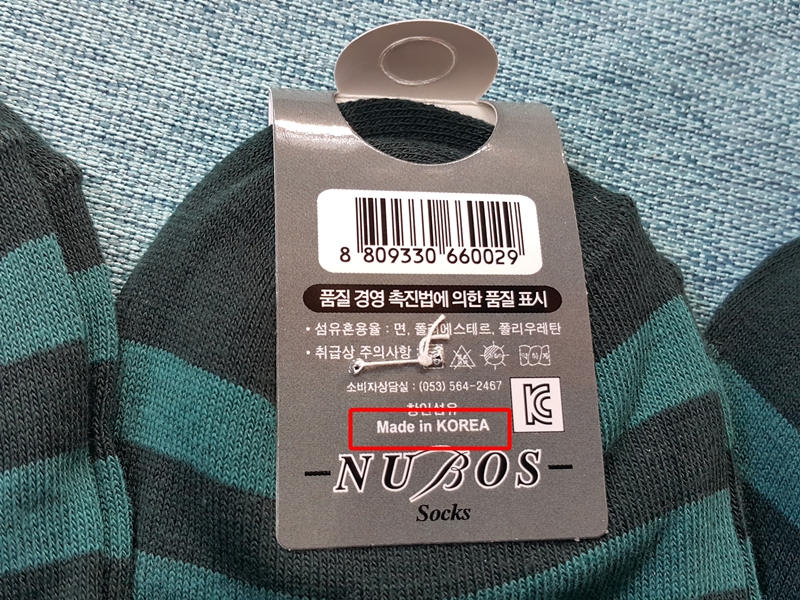 8 809330 660029
품질 경영 촉진법에 의한 품질 표시
• 섬유혼용율 : 면, 폴리에스테르, 폴리우레탄
• 취급상 주의사항 :
소비자상담실 : (053) 564-2467
Made in KOREA
NUBOS
Socks